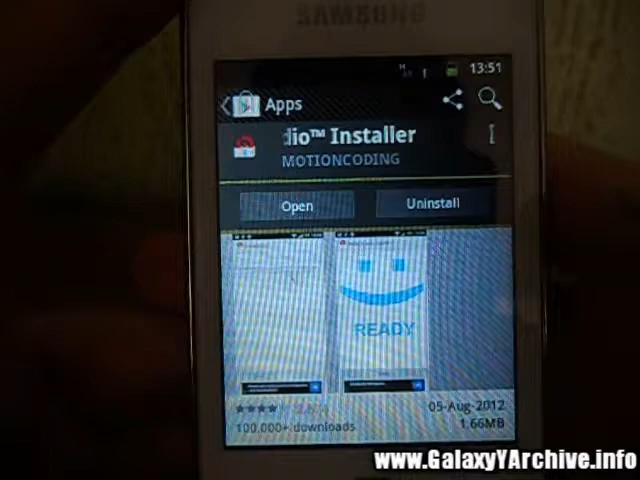 SAMSUNG
13:51
Apps
dio™ Installer
MOTIONCODING
Open
Uninstall
READY
05-Aug-2012
100,000+ downloads
1.66MB
www.GalaxyYArchive.info